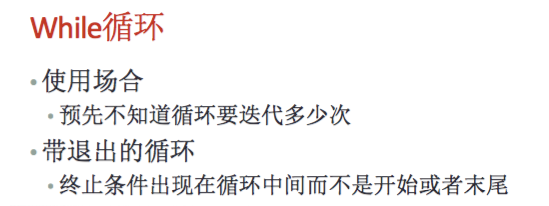 While循环
• 使用场合
• 预先不知道循环要迭代多少次
• 带退出的循环
• 终止条件出现在循环中间而不是开始或者末尾